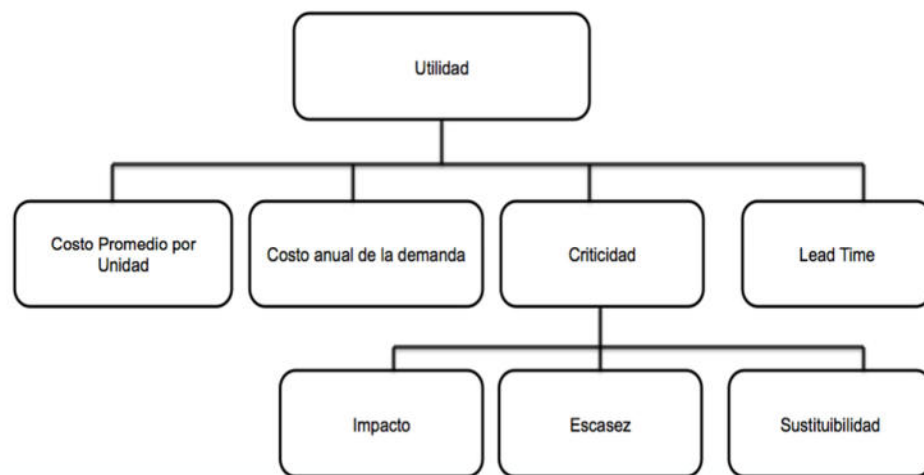 Utilidad
Costo Promedio por
Unidad
Costo anual de la demanda
Criticidad
Lead Time
Impacto
Escasez
Sustituibilidad